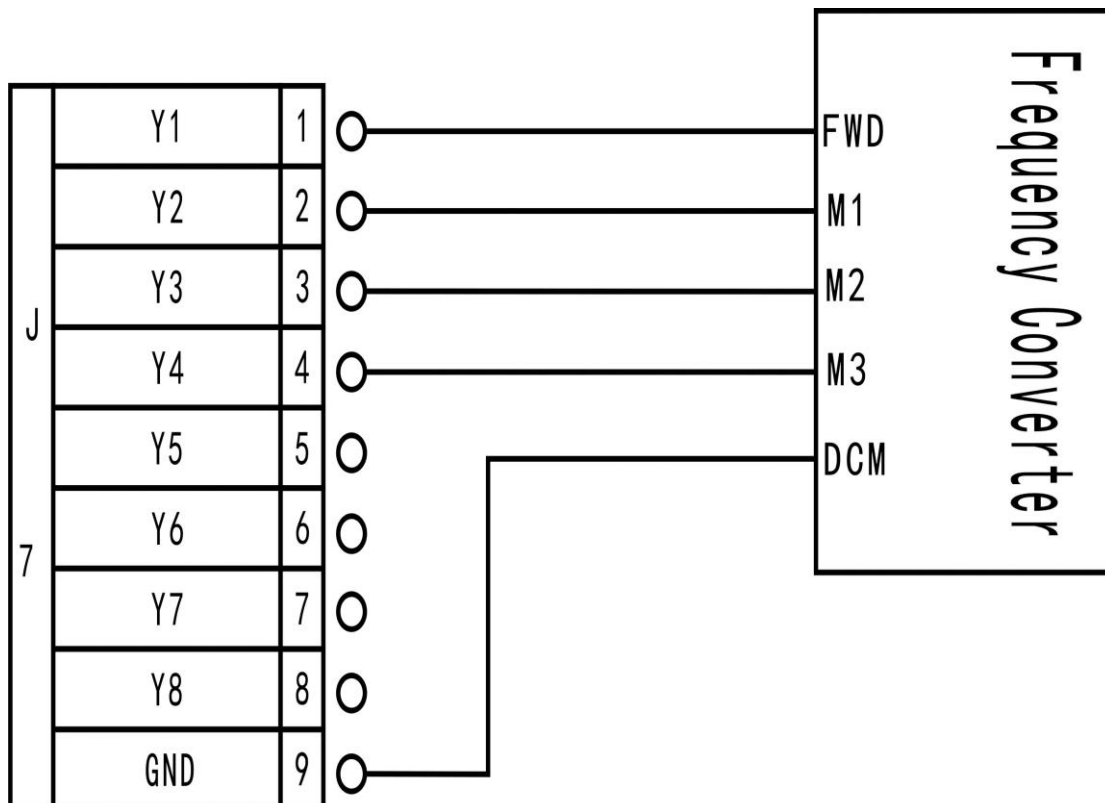 J7
Y1 1
Y2 2
Y3 3
Y4 4
Y5 5
Y6 6
Y7 7
Y8 8
GND 9
FWD
M1
M2
M3
DCM
Frequency Converter